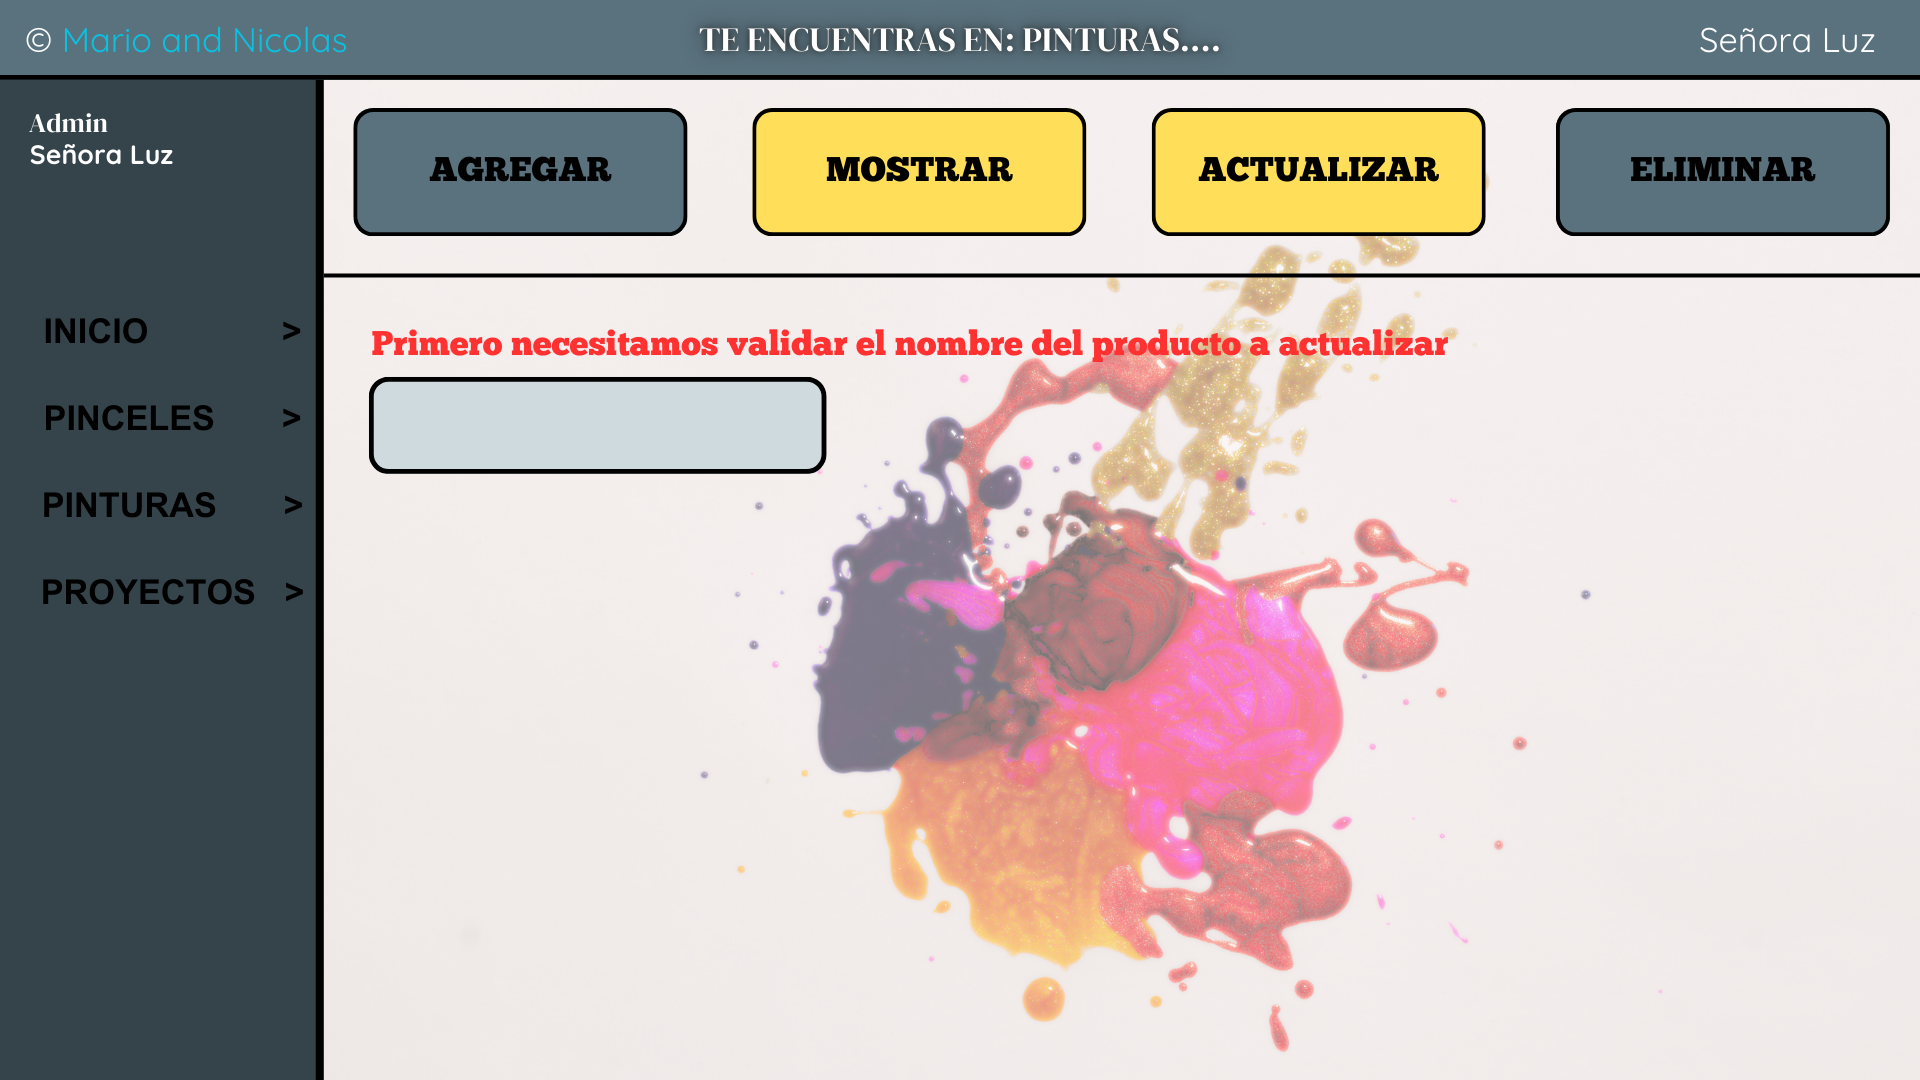 © Mario and Nicolas
TE ENCUENTRAS EN: PINTURAS....
Señora Luz
Admin
Señora Luz
AGREGAR
MOSTRAR
ACTUALIZAR
ELIMINAR
INICIO >
PINCELES >
PINTURAS >
PROYECTOS >
Primero necesitamos validar el nombre del producto a actualizar